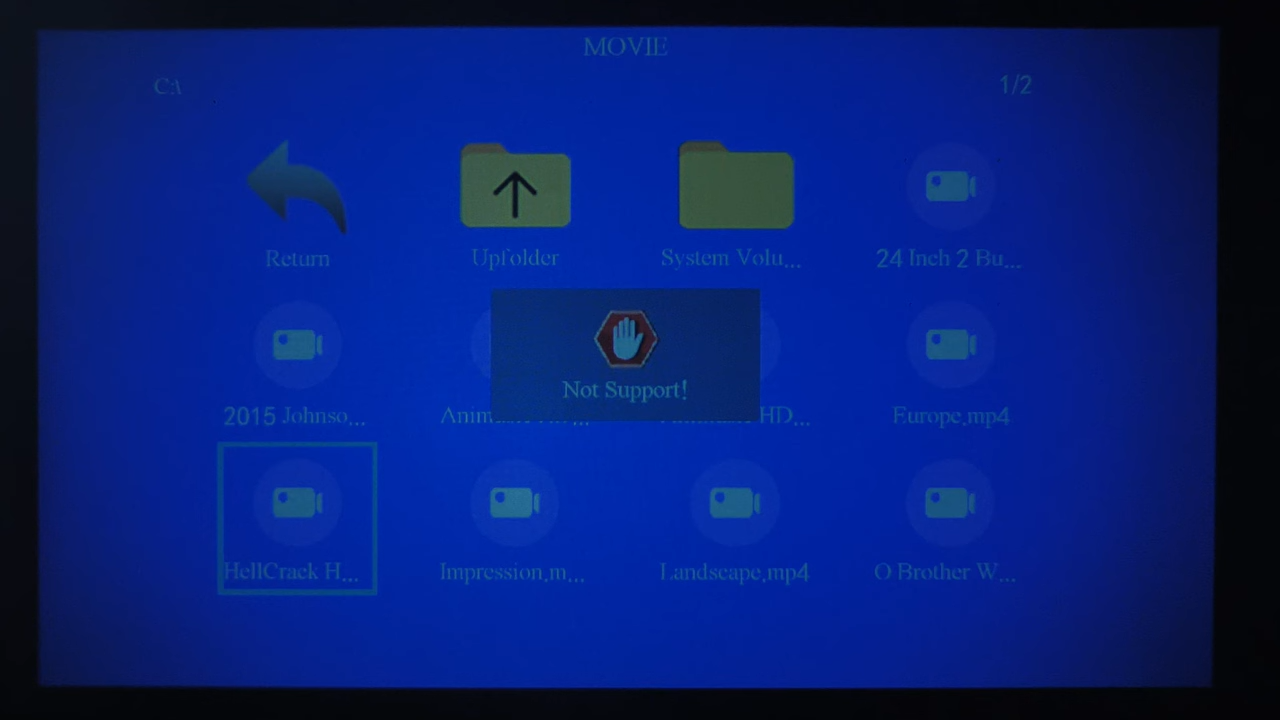 MOVIE
C:\ 1/2
Return Upfolder System Volu... 24 Inch 2 Bu...
Not Support!
2015 Johnso... HD... Europe.mp4
HellCrack H... Impression.m... Landscape.mp4 O Brother W...